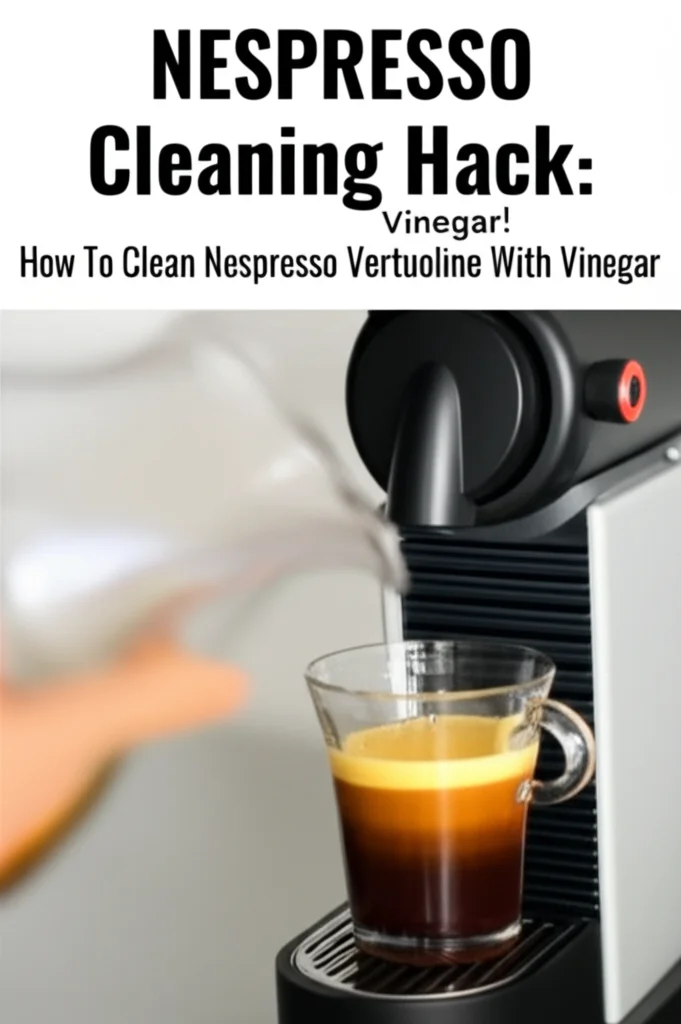 NESPRESSO
Cleaning Hack:
Vinegar!
How To Clean Nespresso Vertuoline With Vinegar